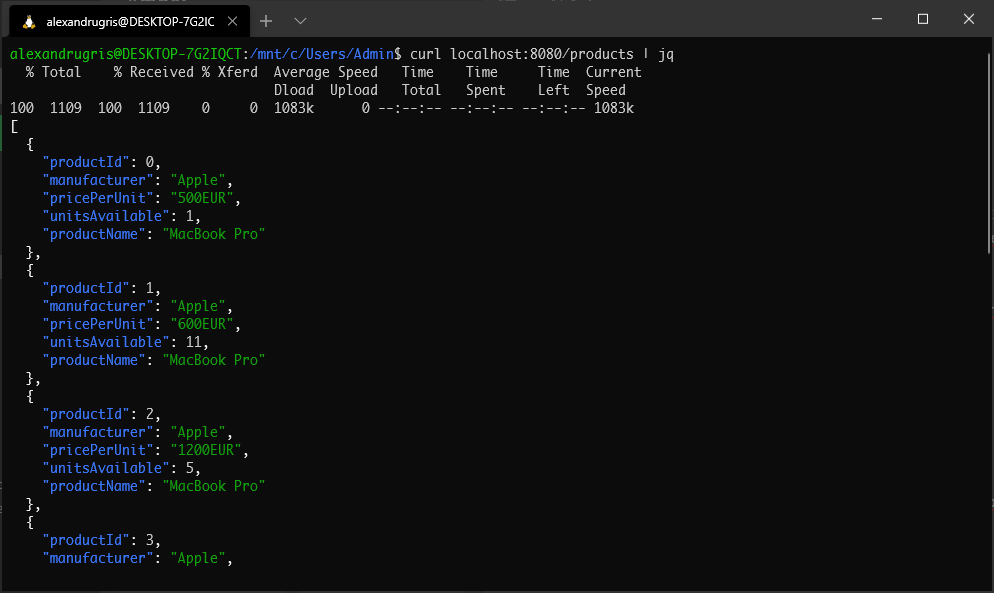 alexandrugris@DESKTOP-7G2IC
alexandrugris@DESKTOP-7G2IQCT:/mnt/c/Users/Admin$ curl localhost:8080/products | jq
  % Total    % Received % Xferd  Average Speed   Time    Time     Time  Current
                                 Dload  Upload   Total   Spent    Left  Speed
100  1109  100  1109    0     0  1083k      0 --:--:-- --:--:-- --:--:-- 1083k
[
  {
    "productId": 0,
    "manufacturer": "Apple",
    "pricePerUnit": "500EUR",
    "unitsAvailable": 1,
    "productName": "MacBook Pro"
  },
  {
    "productId": 1,
    "manufacturer": "Apple",
    "pricePerUnit": "600EUR",
    "unitsAvailable": 11,
    "productName": "MacBook Pro"
  },
  {
    "productId": 2,
    "manufacturer": "Apple",
    "pricePerUnit": "1200EUR",
    "unitsAvailable": 5,
    "productName": "MacBook Pro"
  },
  {
    "productId": 3,
    "manufacturer": "Apple",